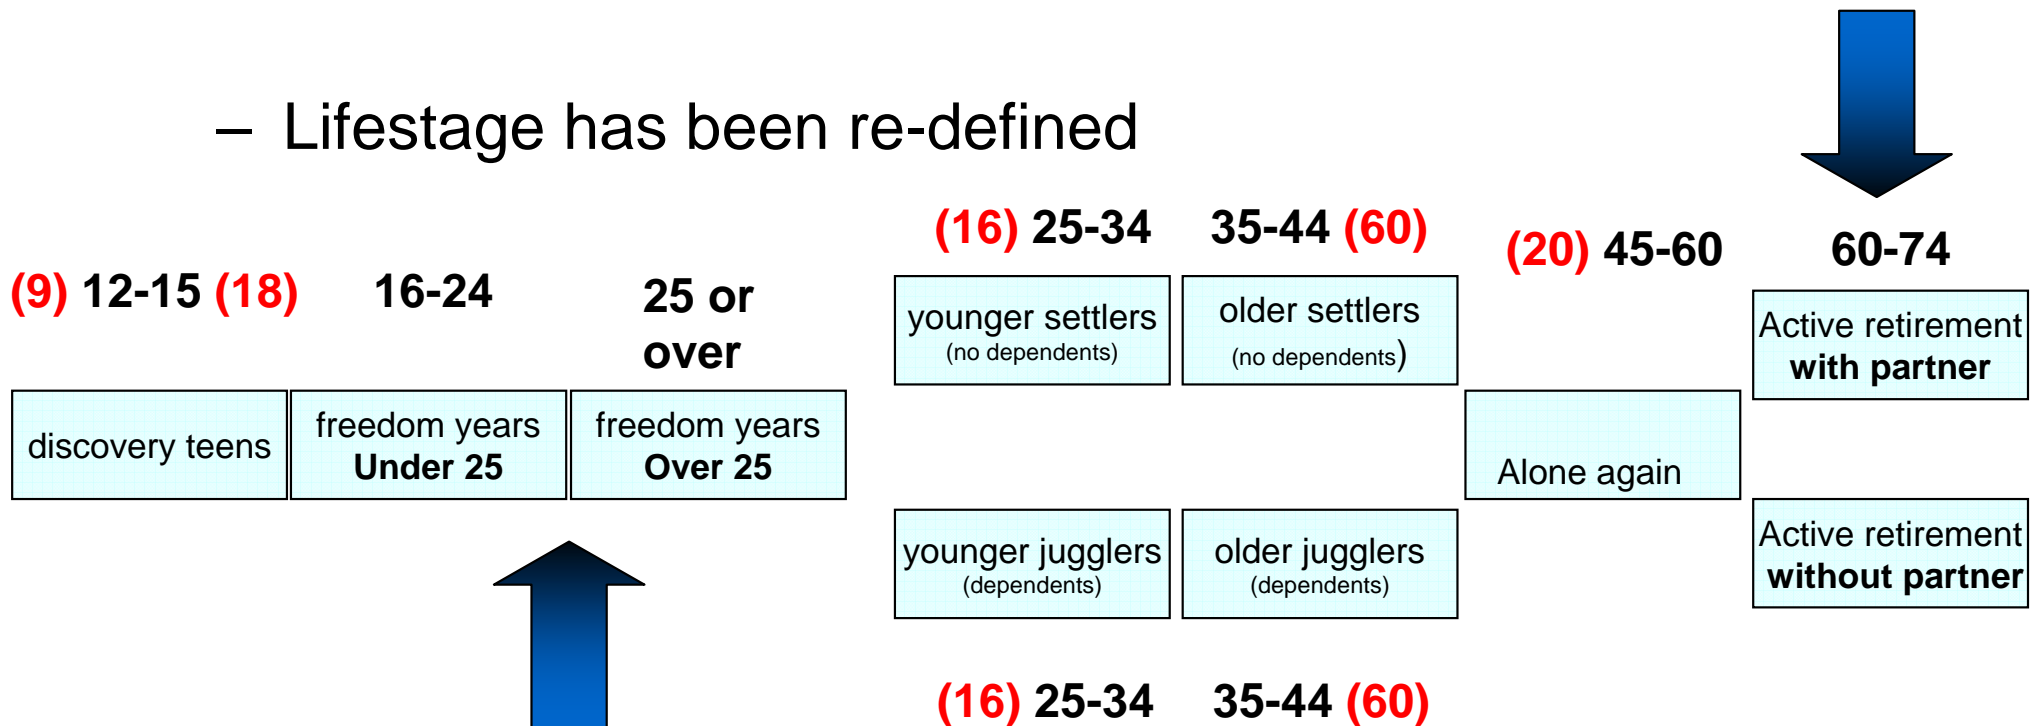 – Lifestage has been re-defined
(9) 12-15 (18)
16-24
25 or
over
(16) 25-34
35-44 (60)
(20) 45-60
60-74
discovery teens
freedom years
Under 25
freedom years
Over 25
younger settlers
(no dependents)
older settlers
(no dependents)
Alone again
Active retirement
with partner
younger jugglers
(dependents)
older jugglers
(dependents)
Active retirement
without partner
(16) 25-34
35-44 (60)